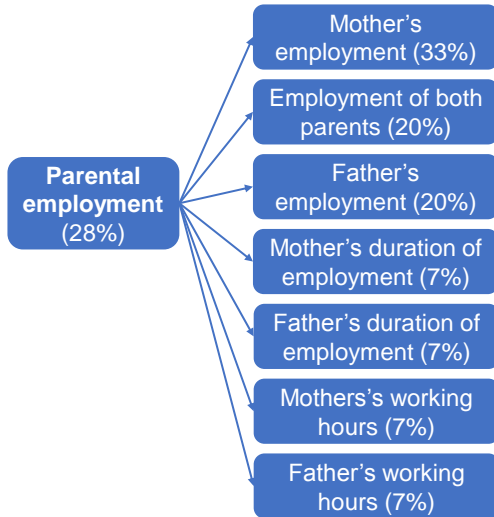 Mother’s
employment (33%)
Employment of both
parents (20%)
Parental
employment
(28%)
Father’s
employment (20%)
Mother’s duration of
employment (7%)
Father’s duration of
employment (7%)
Mothers’s working
hours (7%)
Father’s working
hours (7%)